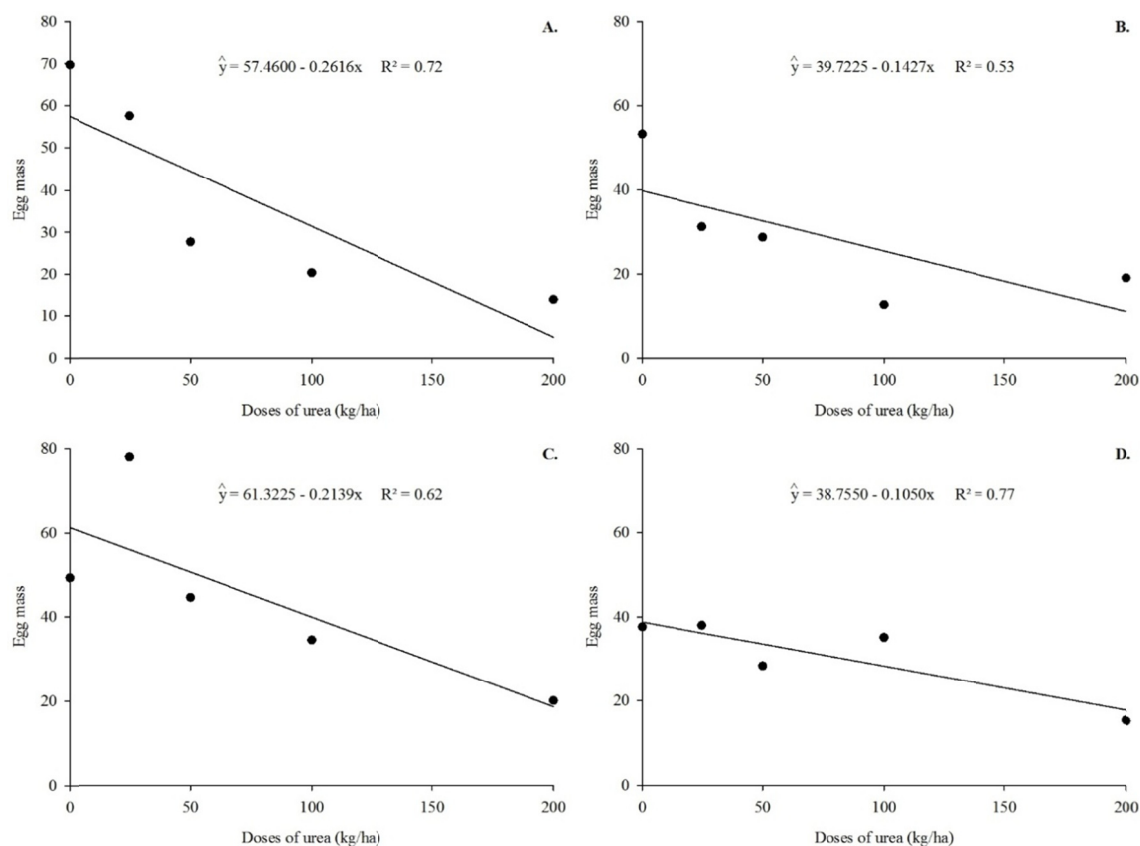 A.
ŷ = 57.4600 - 0.2616x R² = 0.72
80
70
60
50
40
30
20
10
0
Egg mass
0 50 100 150 200
Doses of urea (kg/ha)
B.
ŷ = 39.7225 - 0.1427x R² = 0.53
80
60
40
20
0
Egg mass
0 50 100 150 200
Doses of urea (kg/ha)
C.
ŷ = 61.3225 - 0.2139x R² = 0.62
80
60
40
20
0
Egg mass
0 50 100 150 200
Doses of urea (kg/ha)
D.
ŷ = 38.7550 - 0.1050x R² = 0.77
80
60
40
20
0
Egg mass
0 50 100 150 200
Doses of urea (kg/ha)